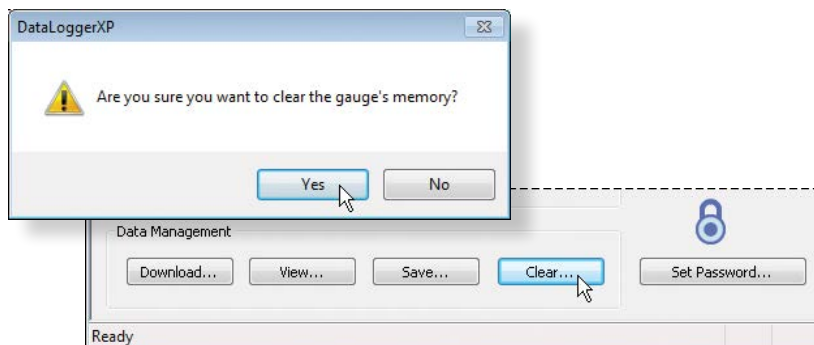 DataLoggerXP
Are you sure you want to clear the gauge's memory?
Yes No
Data Management
Download... View... Save... Clear... Set Password...
Ready